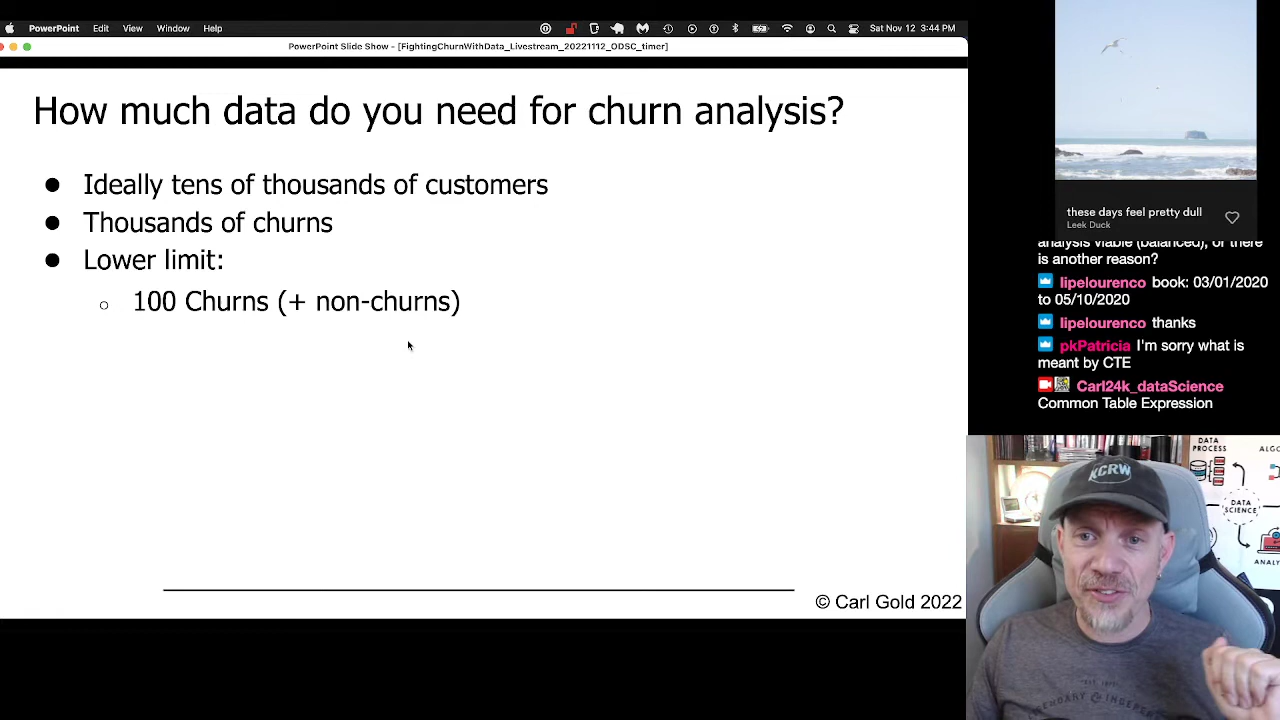 PowerPoint Edit View Window Help Sat Nov 12 3:44 PM
PowerPoint Slide Show - [FightingChurnWithData_Livestream_20221112_ODSC_timer]
How much data do you need for churn analysis?
● Ideally tens of thousands of customers
● Thousands of churns
● Lower limit:
○ 100 Churns (+ non-churns)
© Carl Gold 2022
these days feel pretty dull
Leek Duck
analysis viable (balanced), or there
is another reason?
lipelourenco book: 03/01/2020
to 05/10/2020
lipelourenco thanks
pkPatricia I'm sorry what is
meant by CTE
Carl24k_dataScience
Common Table Expression
DATA
PROCESS
ALGO
KCRW
DATA
SCIENCE
ANALY